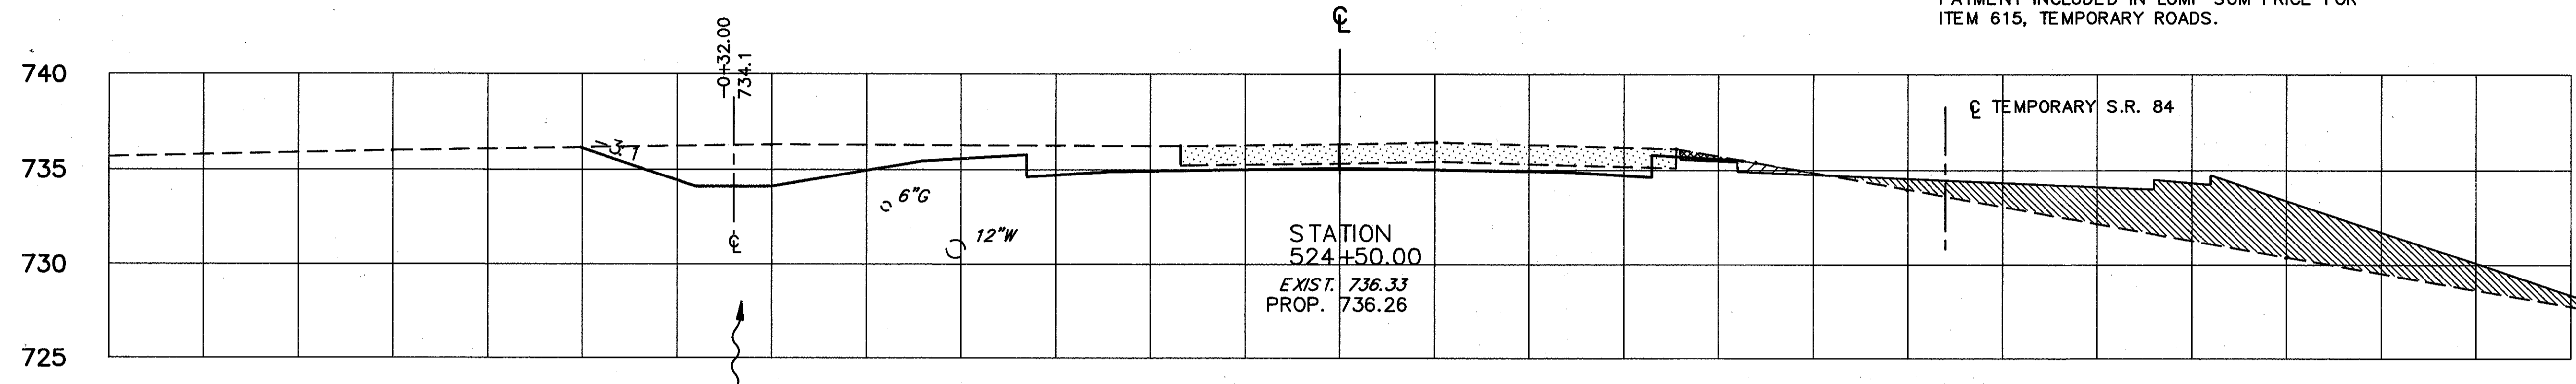 PAYMENT INCLUDED IN LUMP SUM PRICE FOR
ITEM 615, TEMPORARY ROADS.
℄
-0+32.00
734.1
740
735
730
725
℄ TEMPORARY S.R. 84
6"G
12"W
℄
STATION
524+50.00
EXIST. 736.33
PROP. 736.26